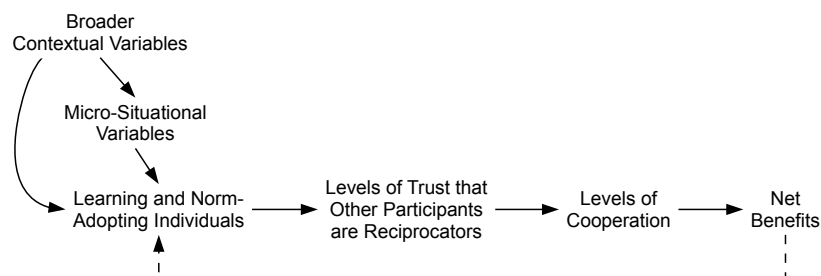 Broader
Contextual Variables
Micro-Situational
Variables
Learning and Norm-
Adopting Individuals
Levels of Trust that
Other Participants
are Reciprocators
Levels of
Cooperation
Net
Benefits